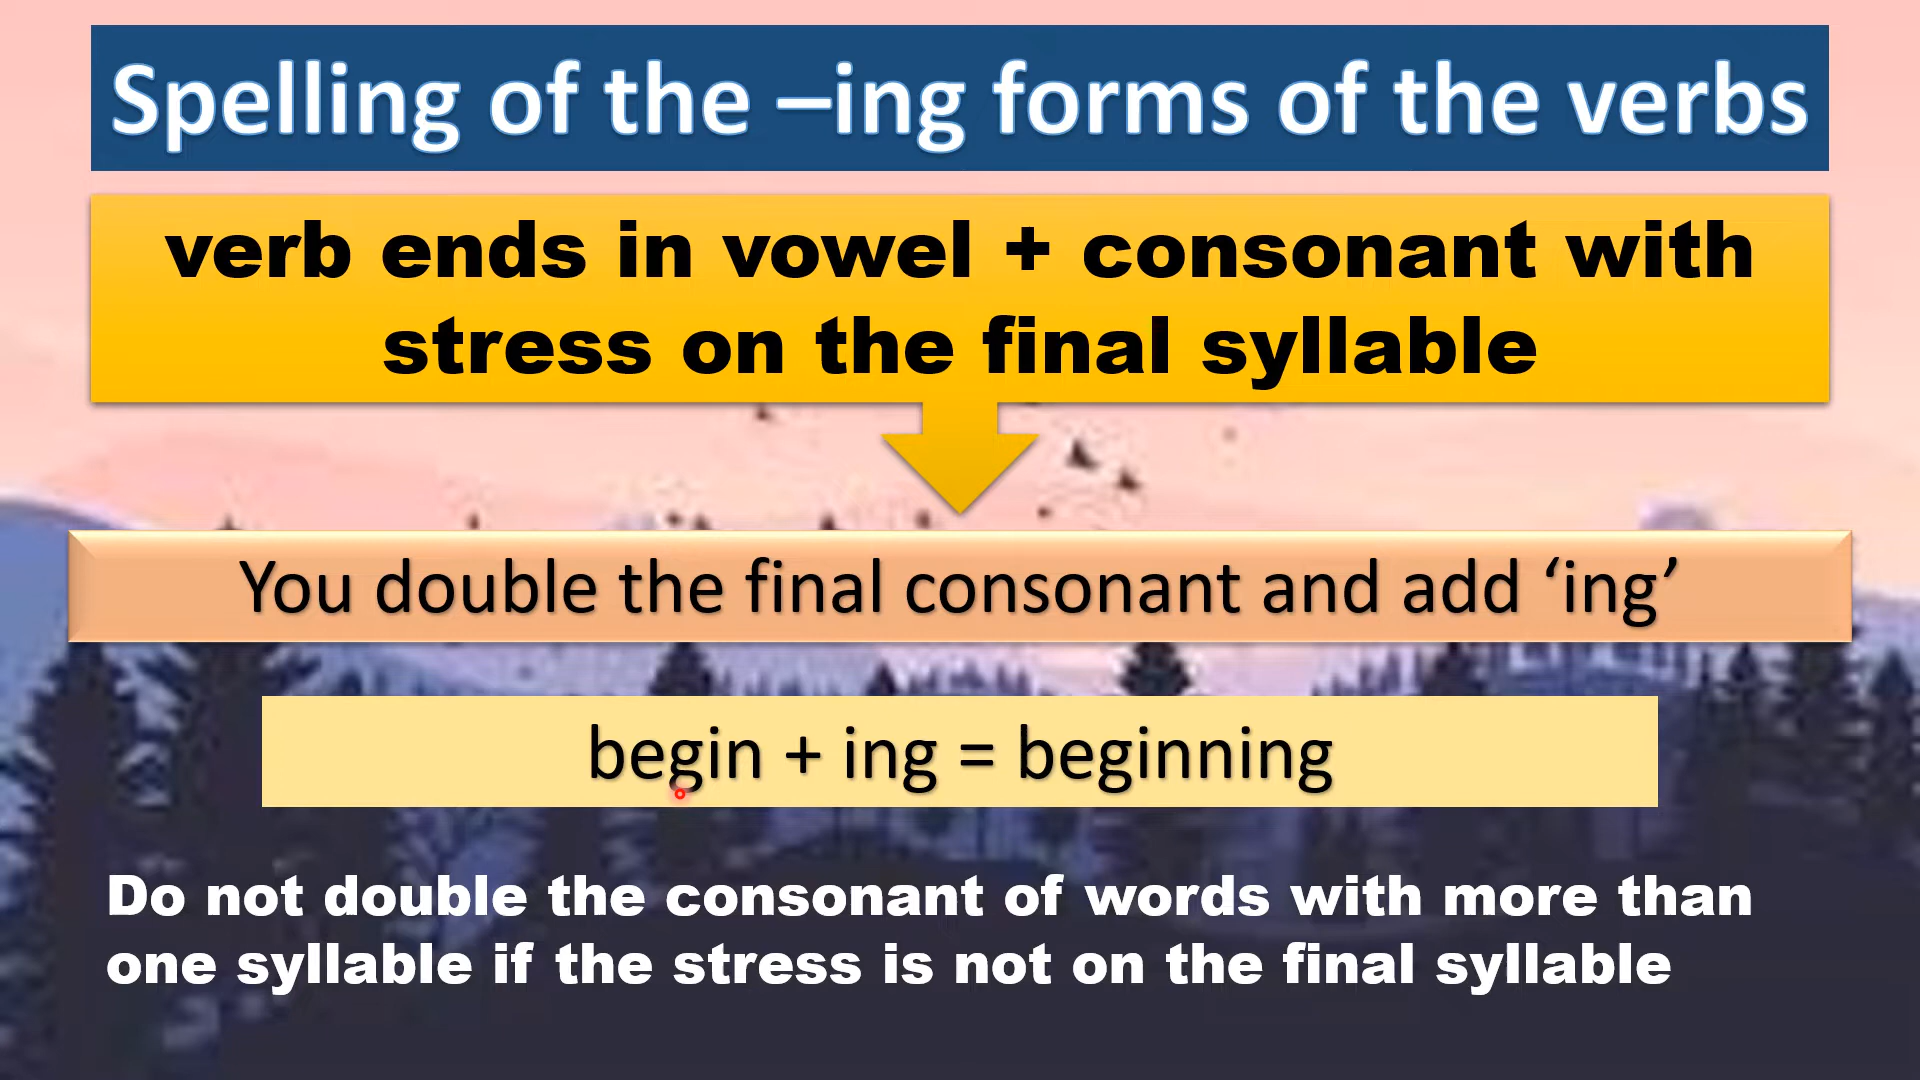 Spelling of the –ing forms of the verbs
verb ends in vowel + consonant with
stress on the final syllable
You double the final consonant and add ‘ing’
begin + ing = beginning
Do not double the consonant of words with more than
one syllable if the stress is not on the final syllable